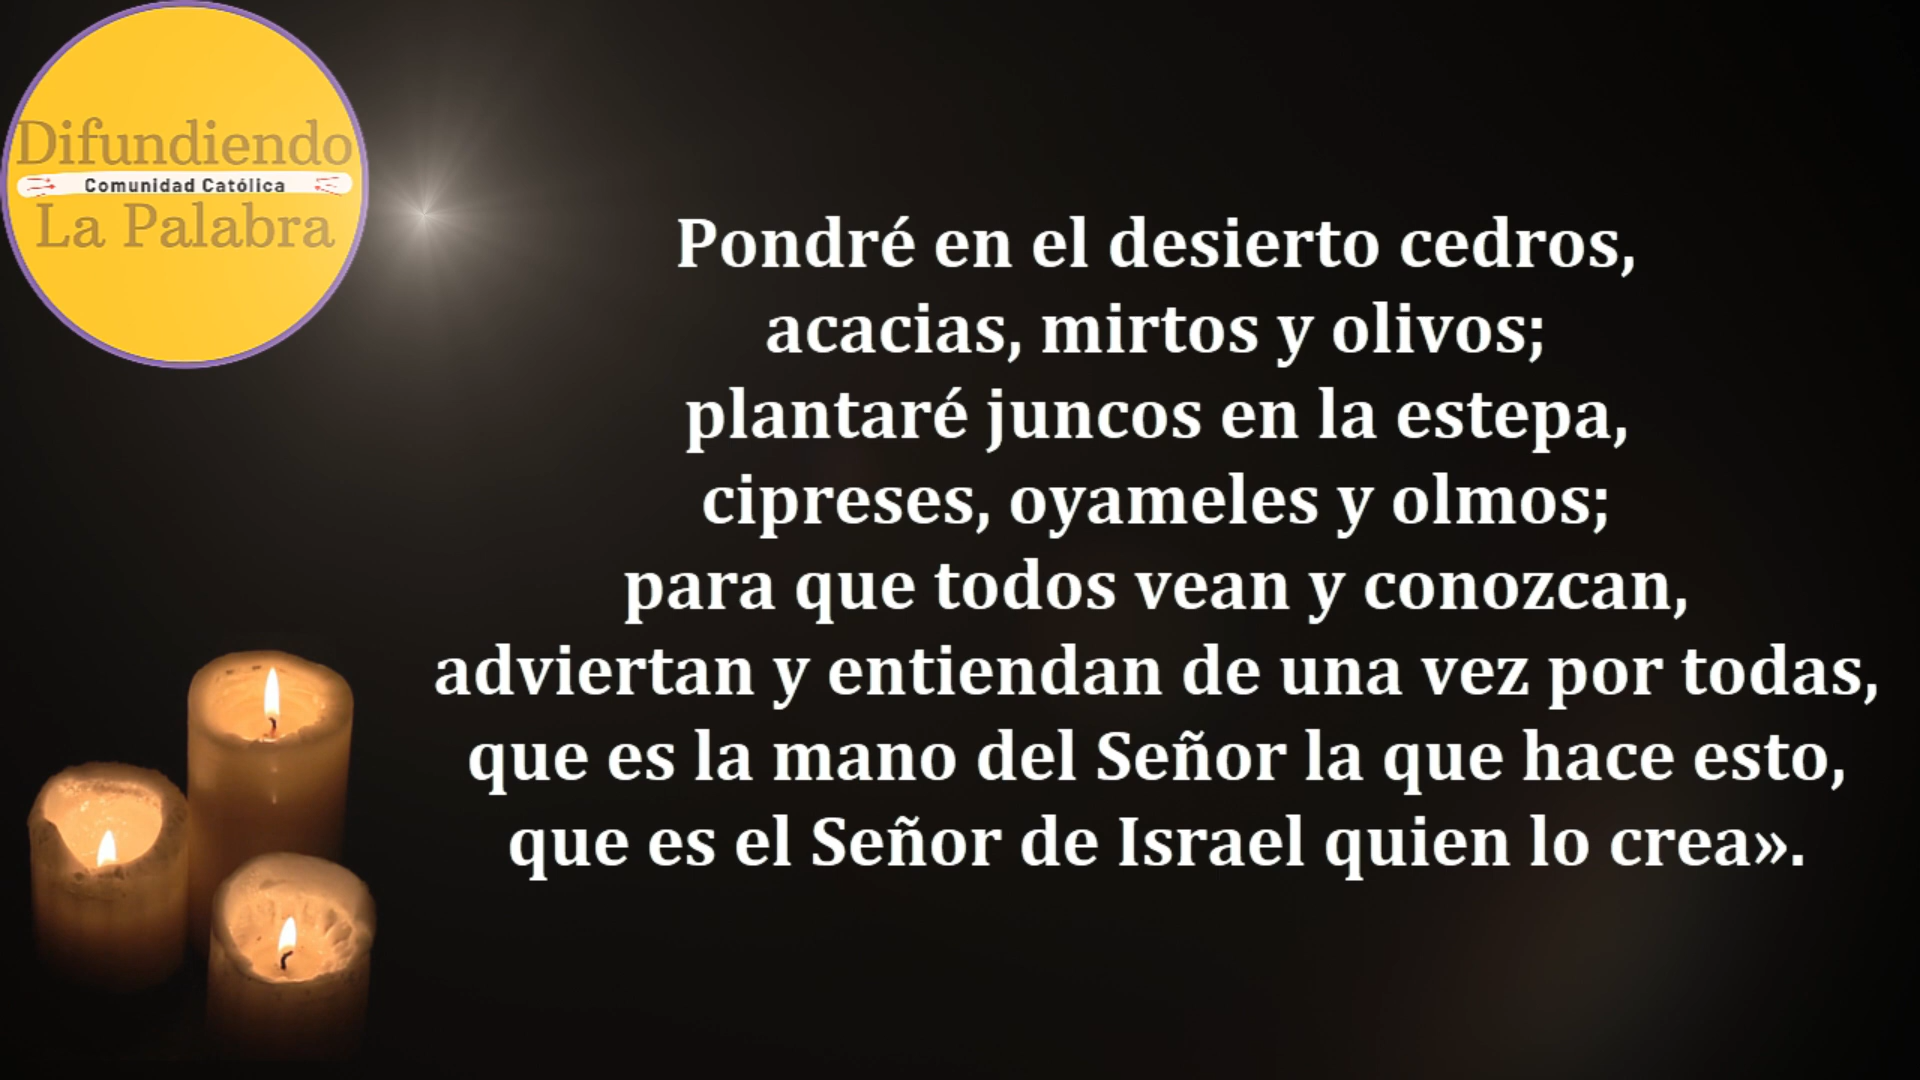 Difundiendo
Comunidad Católica
La Palabra
Pondré en el desierto cedros,
acacias, mirtos y olivos;
plantaré juncos en la estepa,
cipreses, oyameles y olmos;
para que todos vean y conozcan,
adviertan y entiendan de una vez por todas,
que es la mano del Señor la que hace esto,
que es el Señor de Israel quien lo crea».